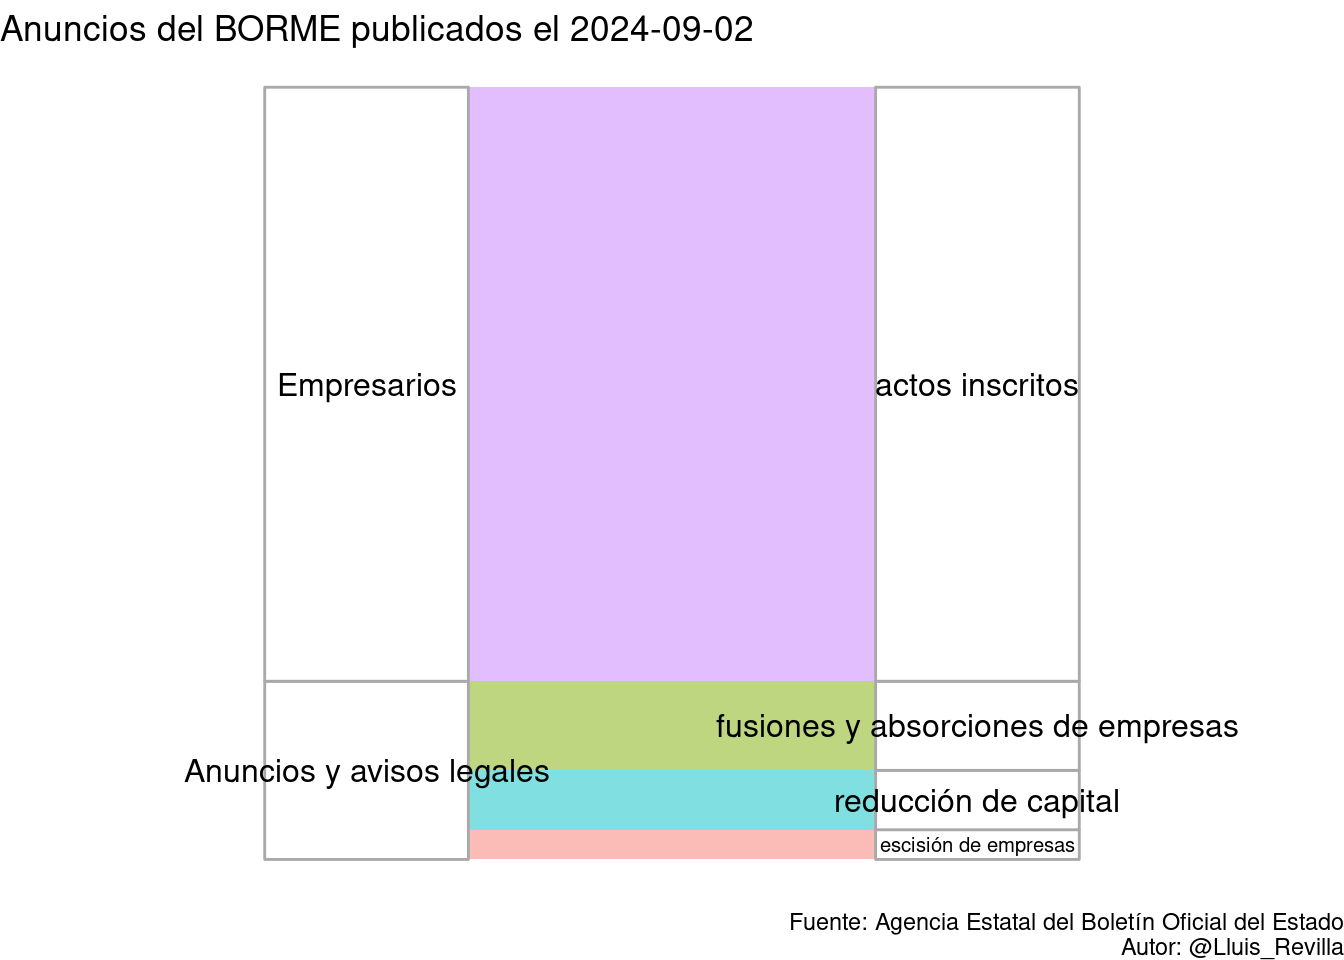 Anuncios del BORME publicados el 2024-09-02
Empresarios
actos inscritos
fusiones y absorciones de empresas
Anuncios y avisos legales
reducción de capital
escisión de empresas
Fuente: Agencia Estatal del Boletín Oficial del Estado
Autor: @Lluis_Revilla